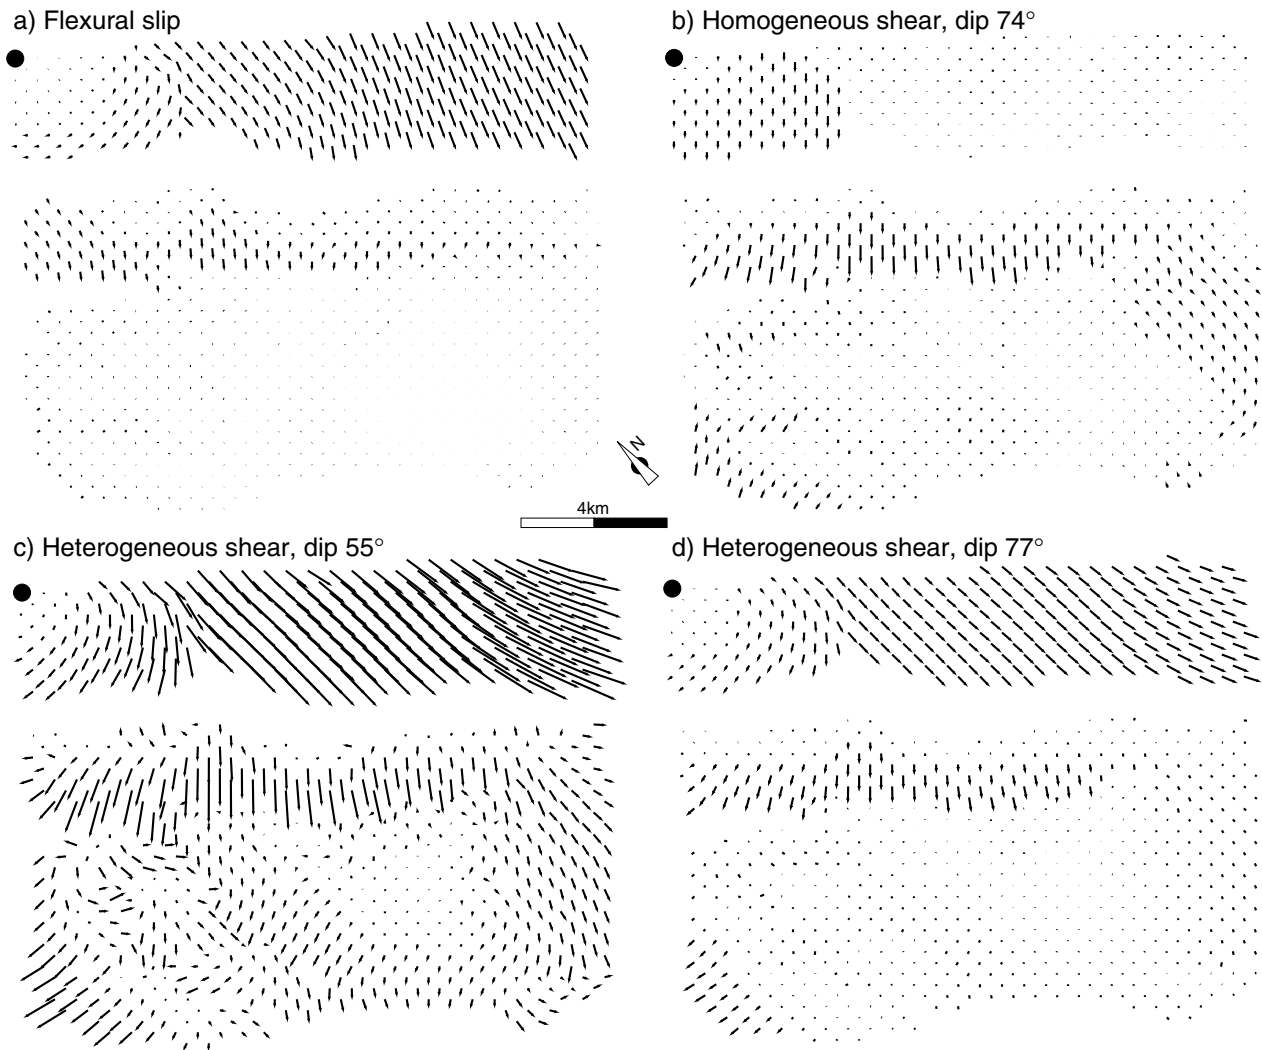 a) Flexural slip
b) Homogeneous shear, dip 74°
N
4km
c) Heterogeneous shear, dip 55°
d) Heterogeneous shear, dip 77°